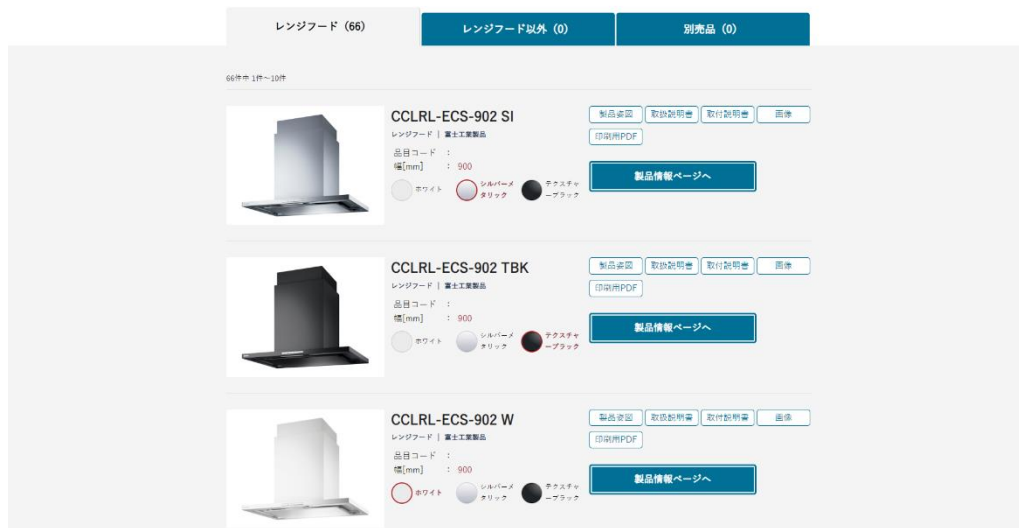 レンジフード（66）
レンジフード以外（0）
別売品（0）
66件中 1件～10件
CCLRL-ECS-902 SI
レンジフード | 富士工業製品
品目コード ：
幅[mm] ： 900
ホワイト
シルバーメ
タリック
テクスチャ
ーブラック
製品姿図
取扱説明書
取付説明書
画像
印刷用PDF
製品情報ページへ
CCLRL-ECS-902 TBK
レンジフード | 富士工業製品
品目コード ：
幅[mm] ： 900
ホワイト
シルバーメ
タリック
テクスチャ
ーブラック
製品姿図
取扱説明書
取付説明書
画像
印刷用PDF
製品情報ページへ
CCLRL-ECS-902 W
レンジフード | 富士工業製品
品目コード ：
幅[mm] ： 900
ホワイト
シルバーメ
タリック
テクスチャ
ーブラック
製品姿図
取扱説明書
取付説明書
画像
印刷用PDF
製品情報ページへ